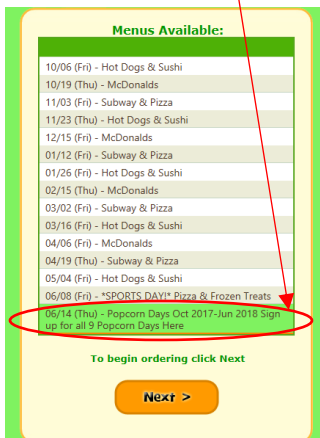 Menus Available:
10/06 (Fri) - Hot Dogs & Sushi
10/19 (Thu) - McDonalds
11/03 (Fri) - Subway & Pizza
11/23 (Thu) - Hot Dogs & Sushi
12/15 (Fri) - McDonalds
01/12 (Fri) - Subway & Pizza
01/26 (Fri) - Hot Dogs & Sushi
02/15 (Thu) - McDonalds
03/02 (Fri) - Subway & Pizza
03/16 (Fri) - Hot Dogs & Sushi
04/06 (Fri) - McDonalds
04/19 (Thu) - Subway & Pizza
05/04 (Fri) - Hot Dogs & Sushi
06/08 (Fri) - *SPORTS DAY!* Pizza & Frozen Treats
06/14 (Thu) - Popcorn Days Oct 2017-Jun 2018 Sign
up for all 9 Popcorn Days Here
To begin ordering click Next
Next >